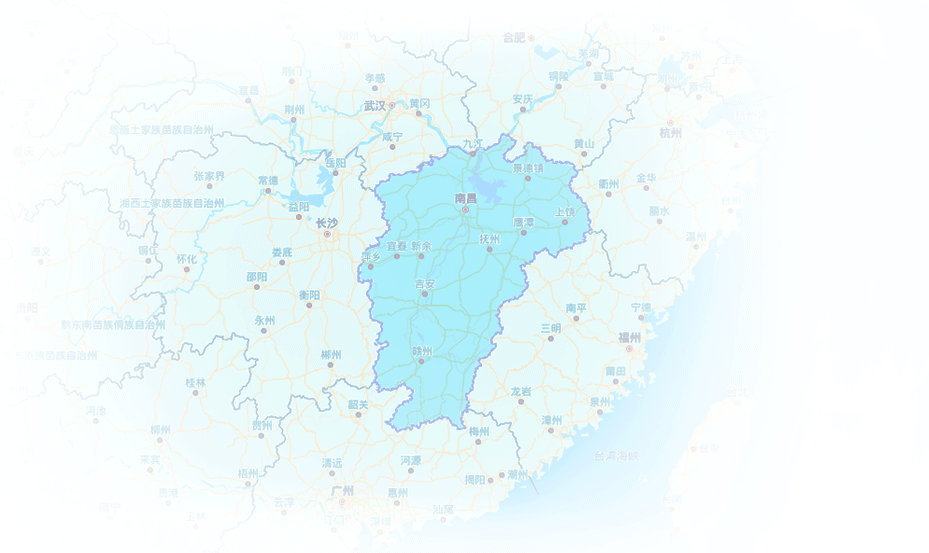 合肥
芜湖
苏州
铜陵
宣城
荆门
孝感
宜昌
武汉
黄冈
安庆
荆州
杭州
恩施土家族苗族自治州
咸宁
九江
黄山
岳阳
景德镇
张家界
常德
衢州
金华
湘西土家族苗族自治州
益阳
南昌
台州
长沙
鹰潭
上饶
丽水
抚州
温州
铜仁
怀化
娄底
宜春
新余
萍乡
遵义
邵阳
吉安
衡阳
南平
宁德
永州
三明
黔东南苗族侗族自治州
福州
赣州
郴州
莆田
桂林
龙岩
韶关
泉州
河池
贺州
漳州
柳州
梅州
台湾海峡
来宾
清远
河源
梧州
揭阳
潮州
贵港
广州
惠州
云浮
汕尾